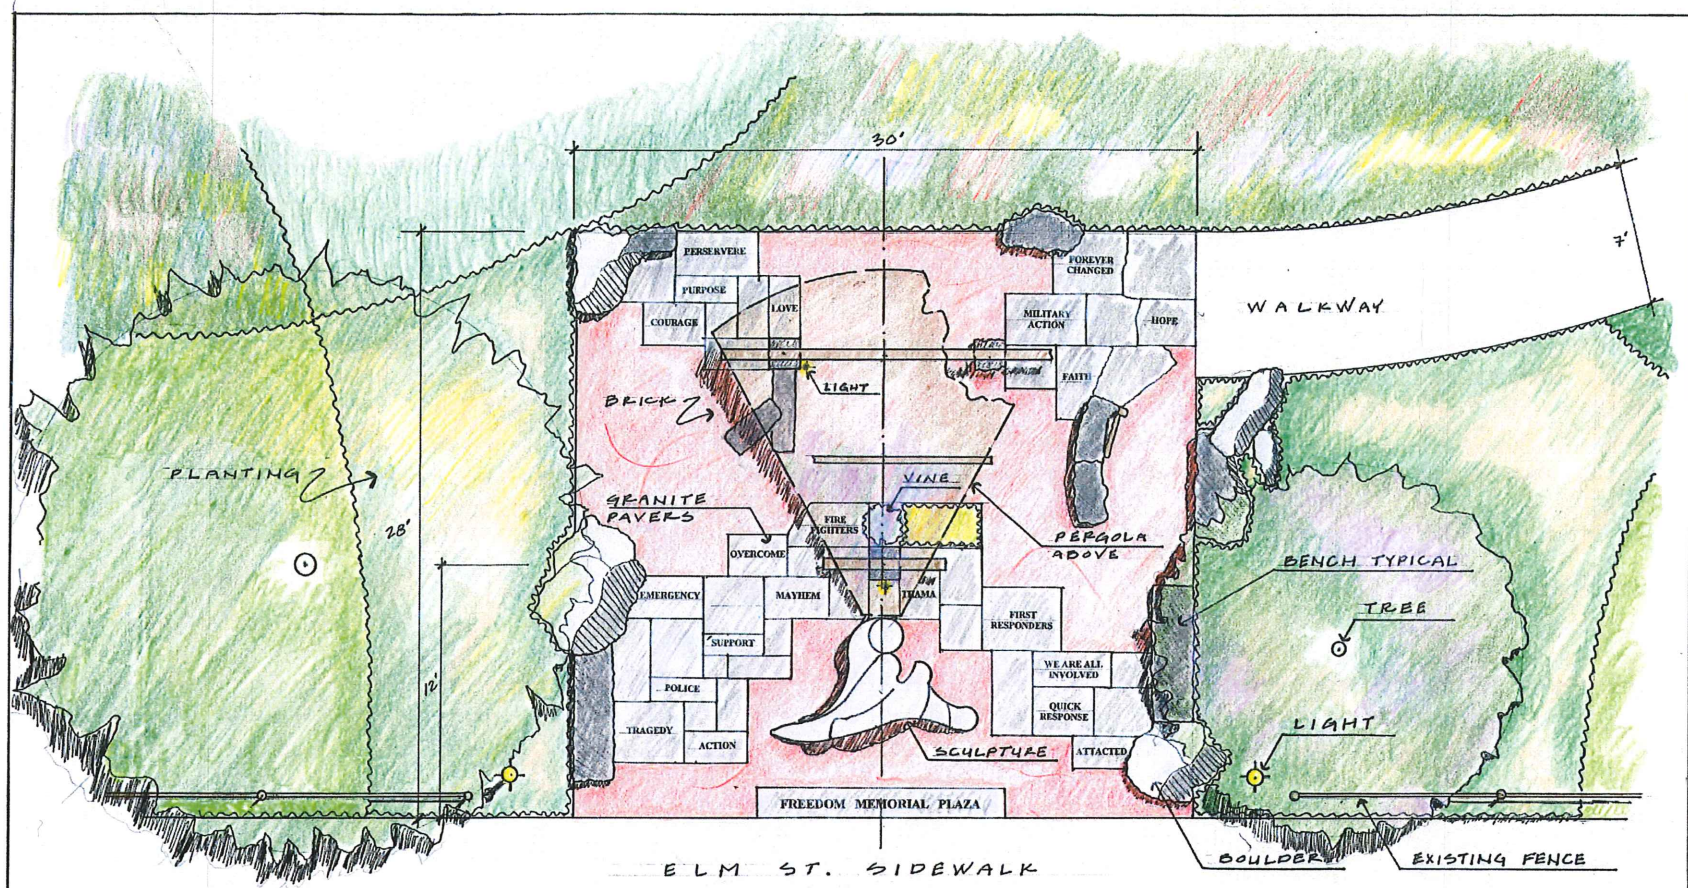 30'
7'
WALKWAY
PERSERVERE
PURPOSE
LOVE
COURAGE
FOREVER
CHANGED
MILITARY
ACTION
HOPE
FAITH
LIGHT
BRICK
PLANTING
28'
12'
GRANITE
PAVERS
VINE
FIRE
FIGHTERS
OVERCOME
PERGOLA
ABOVE
BENCH TYPICAL
TREE
EMERGENCY
MAYHEM
TRAMA
FIRST
RESPONDERS
SUPPORT
WE ARE ALL
INVOLVED
POLICE
QUICK
RESPONSE
TRAGEDY
ACTION
ATTACTED
SCULPTURE
LIGHT
FREEDOM MEMORIAL PLAZA
BOULDER
EXISTING FENCE
ELM ST. SIDEWALK